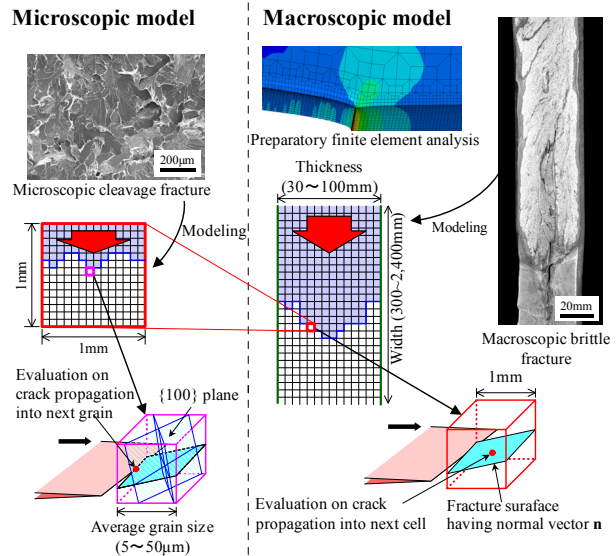 Microscopic model
Macroscopic model
200μm
Microscopic cleavage fracture
Modeling
1mm
1mm
Evaluation on
crack propagation
into next grain
{100} plane
Average grain size
(5~50μm)
Preparatory finite element analysis
Thickness
(30~100mm)
Width (300~2,400mm)
Modeling
20mm
Macroscopic brittle
fracture
1mm
Evaluation on crack
propagation into next cell
Fracture suraface
having normal vector n